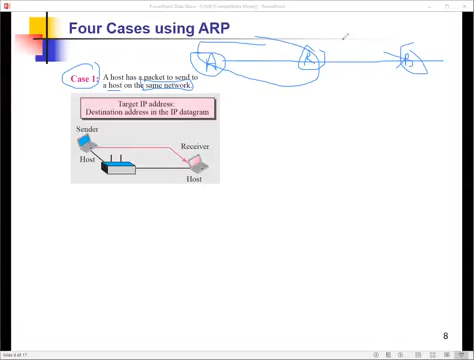 Four Cases using ARP
A R B
Case 1: A host has a packet to send to
a host on the same network.
Target IP address:
Destination address in the IP datagram
Sender
Host
Receiver
Host
8